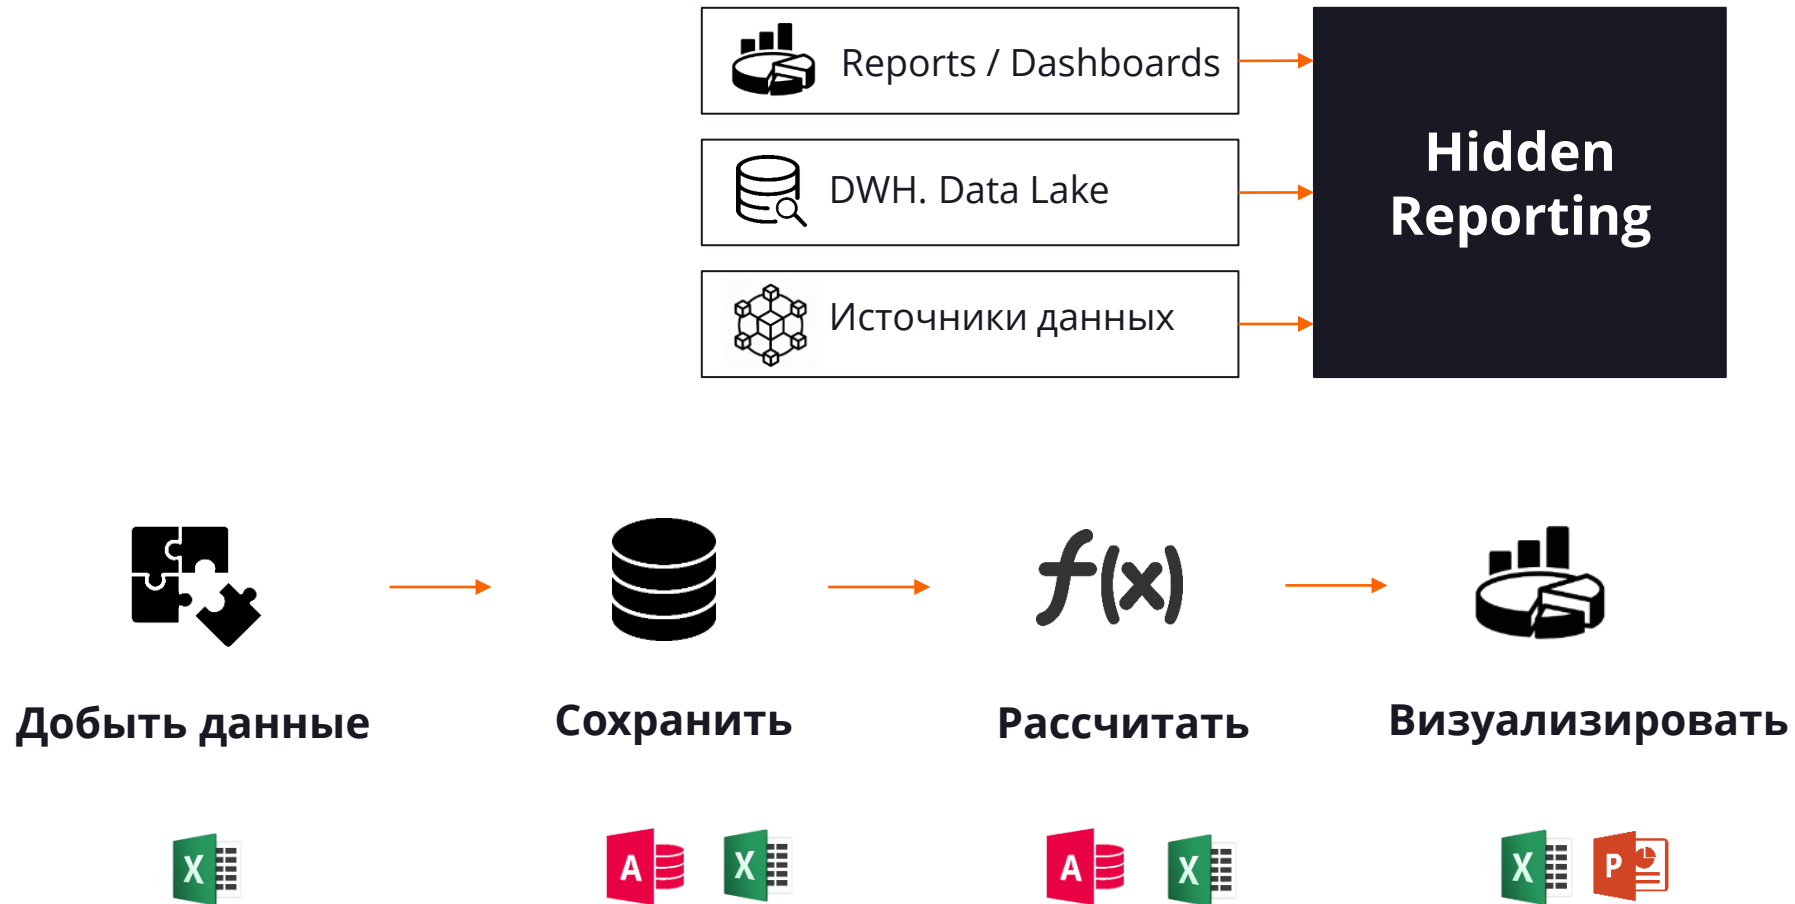 Reports / Dashboards
DWH. Data Lake
Источники данных
Hidden
Reporting
f(x)
Добыть данные
Сохранить
Рассчитать
Визуализировать
X
A
X
A
X
X
P